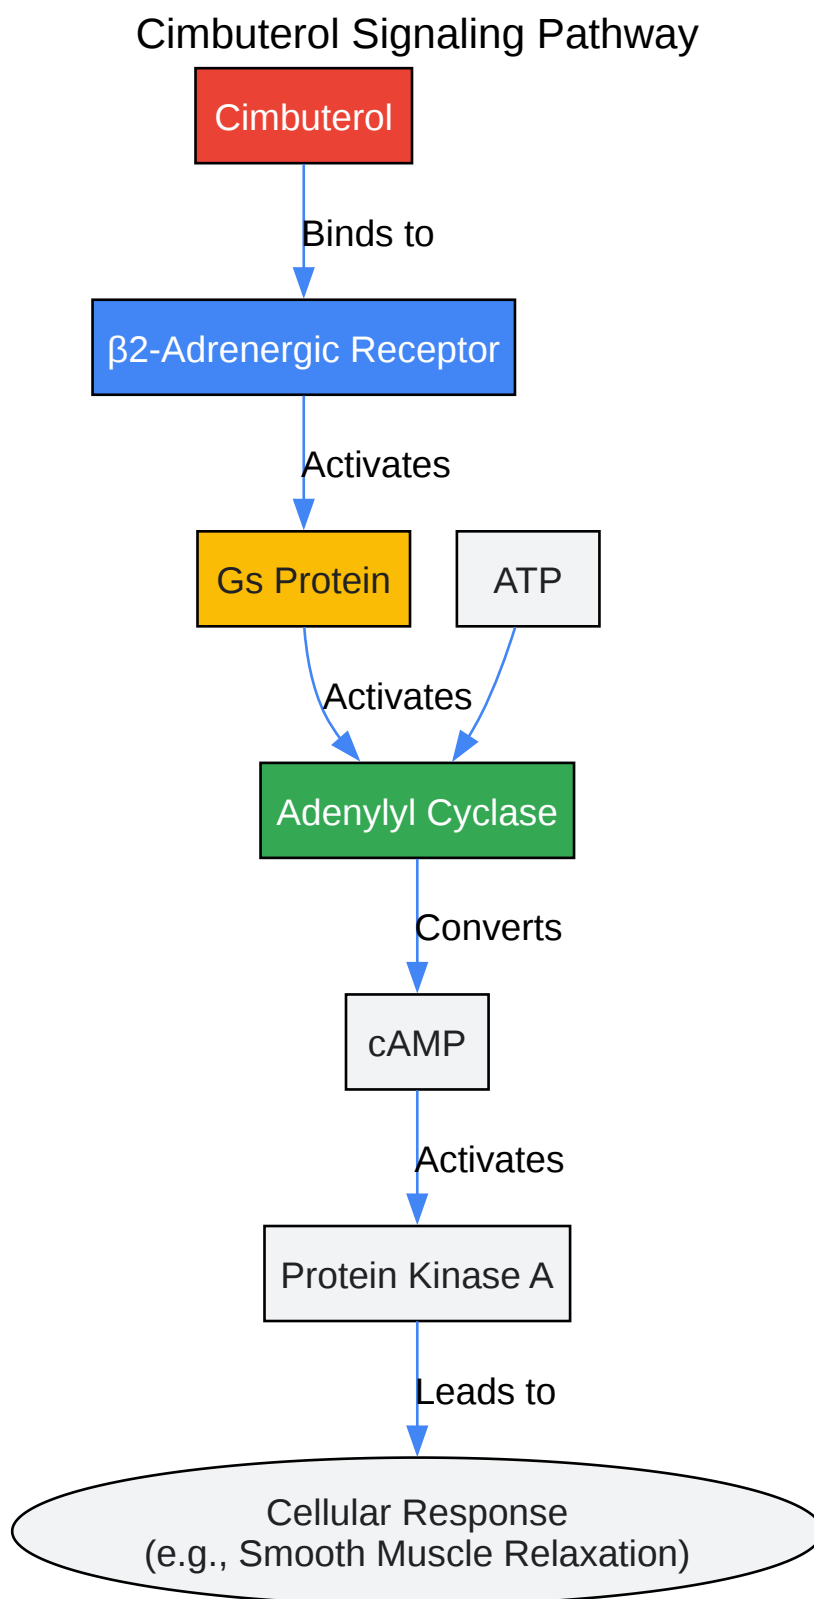 Cimbuterol Signaling Pathway
Cimbuterol
Binds to
β2-Adrenergic Receptor
Activates
Gs Protein
ATP
Activates
Adenylyl Cyclase
Converts
cAMP
Activates
Protein Kinase A
Leads to
Cellular Response
(e.g., Smooth Muscle Relaxation)